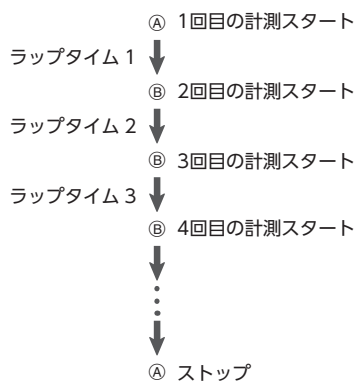 Ⓐ 1回目の計測スタート
ラップタイム 1
Ⓑ 2回目の計測スタート
ラップタイム 2
Ⓑ 3回目の計測スタート
ラップタイム 3
Ⓑ 4回目の計測スタート
Ⓐ ストップ